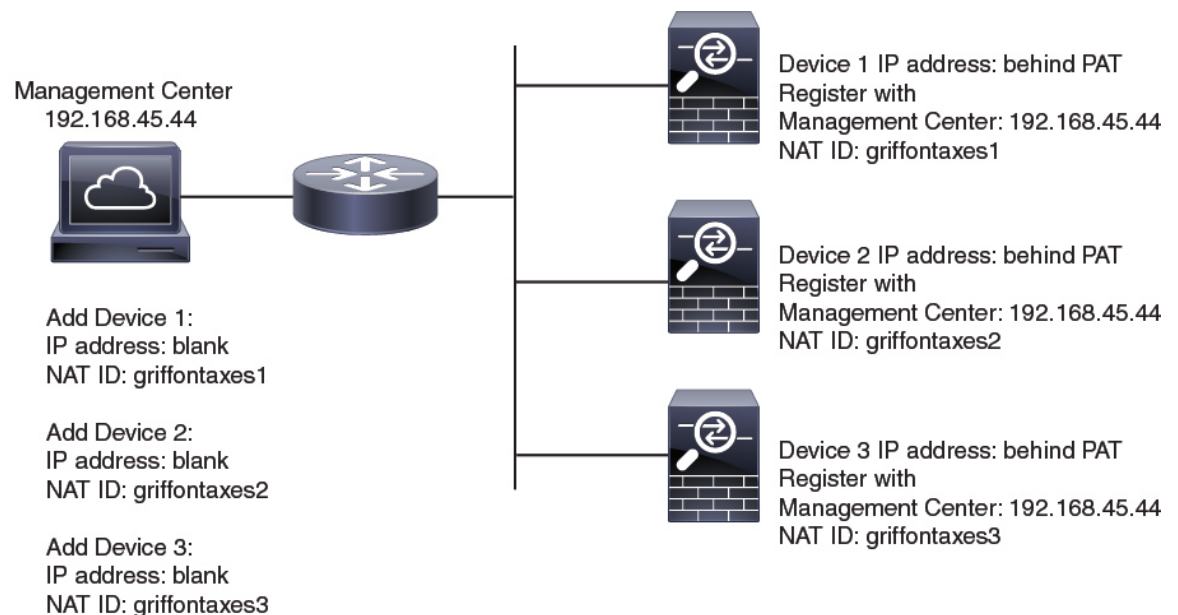 Management Center
192.168.45.44
Add Device 1:
IP address: blank
NAT ID: griffontaxes1
Add Device 2:
IP address: blank
NAT ID: griffontaxes2
Add Device 3:
IP address: blank
NAT ID: griffontaxes3
Device 1 IP address: behind PAT
Register with
Management Center: 192.168.45.44
NAT ID: griffontaxes1
Device 2 IP address: behind PAT
Register with
Management Center: 192.168.45.44
NAT ID: griffontaxes2
Device 3 IP address: behind PAT
Register with
Management Center: 192.168.45.44
NAT ID: griffontaxes3